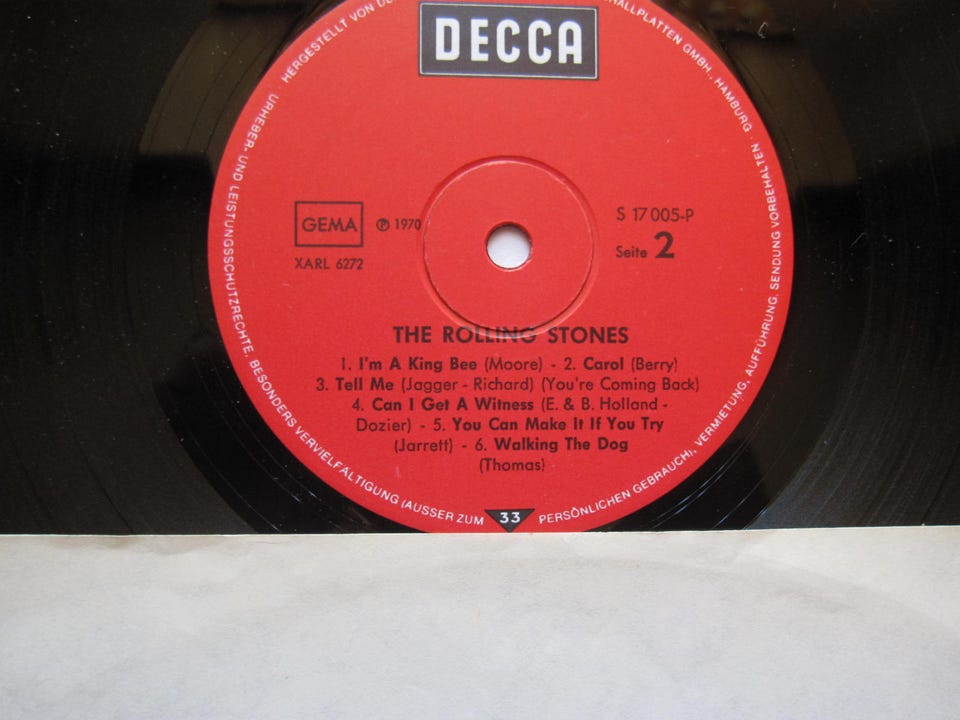 DECCA
HERGESTELLT VON
SCHALLPLATTEN GMBH., HAMBURG
URHEBER- UND LEISTUNGSSCHUTZRECHTE, BESONDERS VERVIELFÄLTIGUNG (AUSSER ZUM
PERSÖNLICHEN GEBRAUCH), VERMIETUNG, AUFFÜHRUNG, SENDUNG VORBEHALTEN
GEMA
℗ 1970
XARL 6272
S 17 005-P
Seite 2
THE ROLLING STONES
1. I'm A King Bee (Moore) - 2. Carol (Berry)
3. Tell Me (Jagger - Richard) (You're Coming Back)
4. Can I Get A Witness (E. & B. Holland -
Dozier) - 5. You Can Make It If You Try
(Jarrett) - 6. Walking The Dog
(Thomas)
33